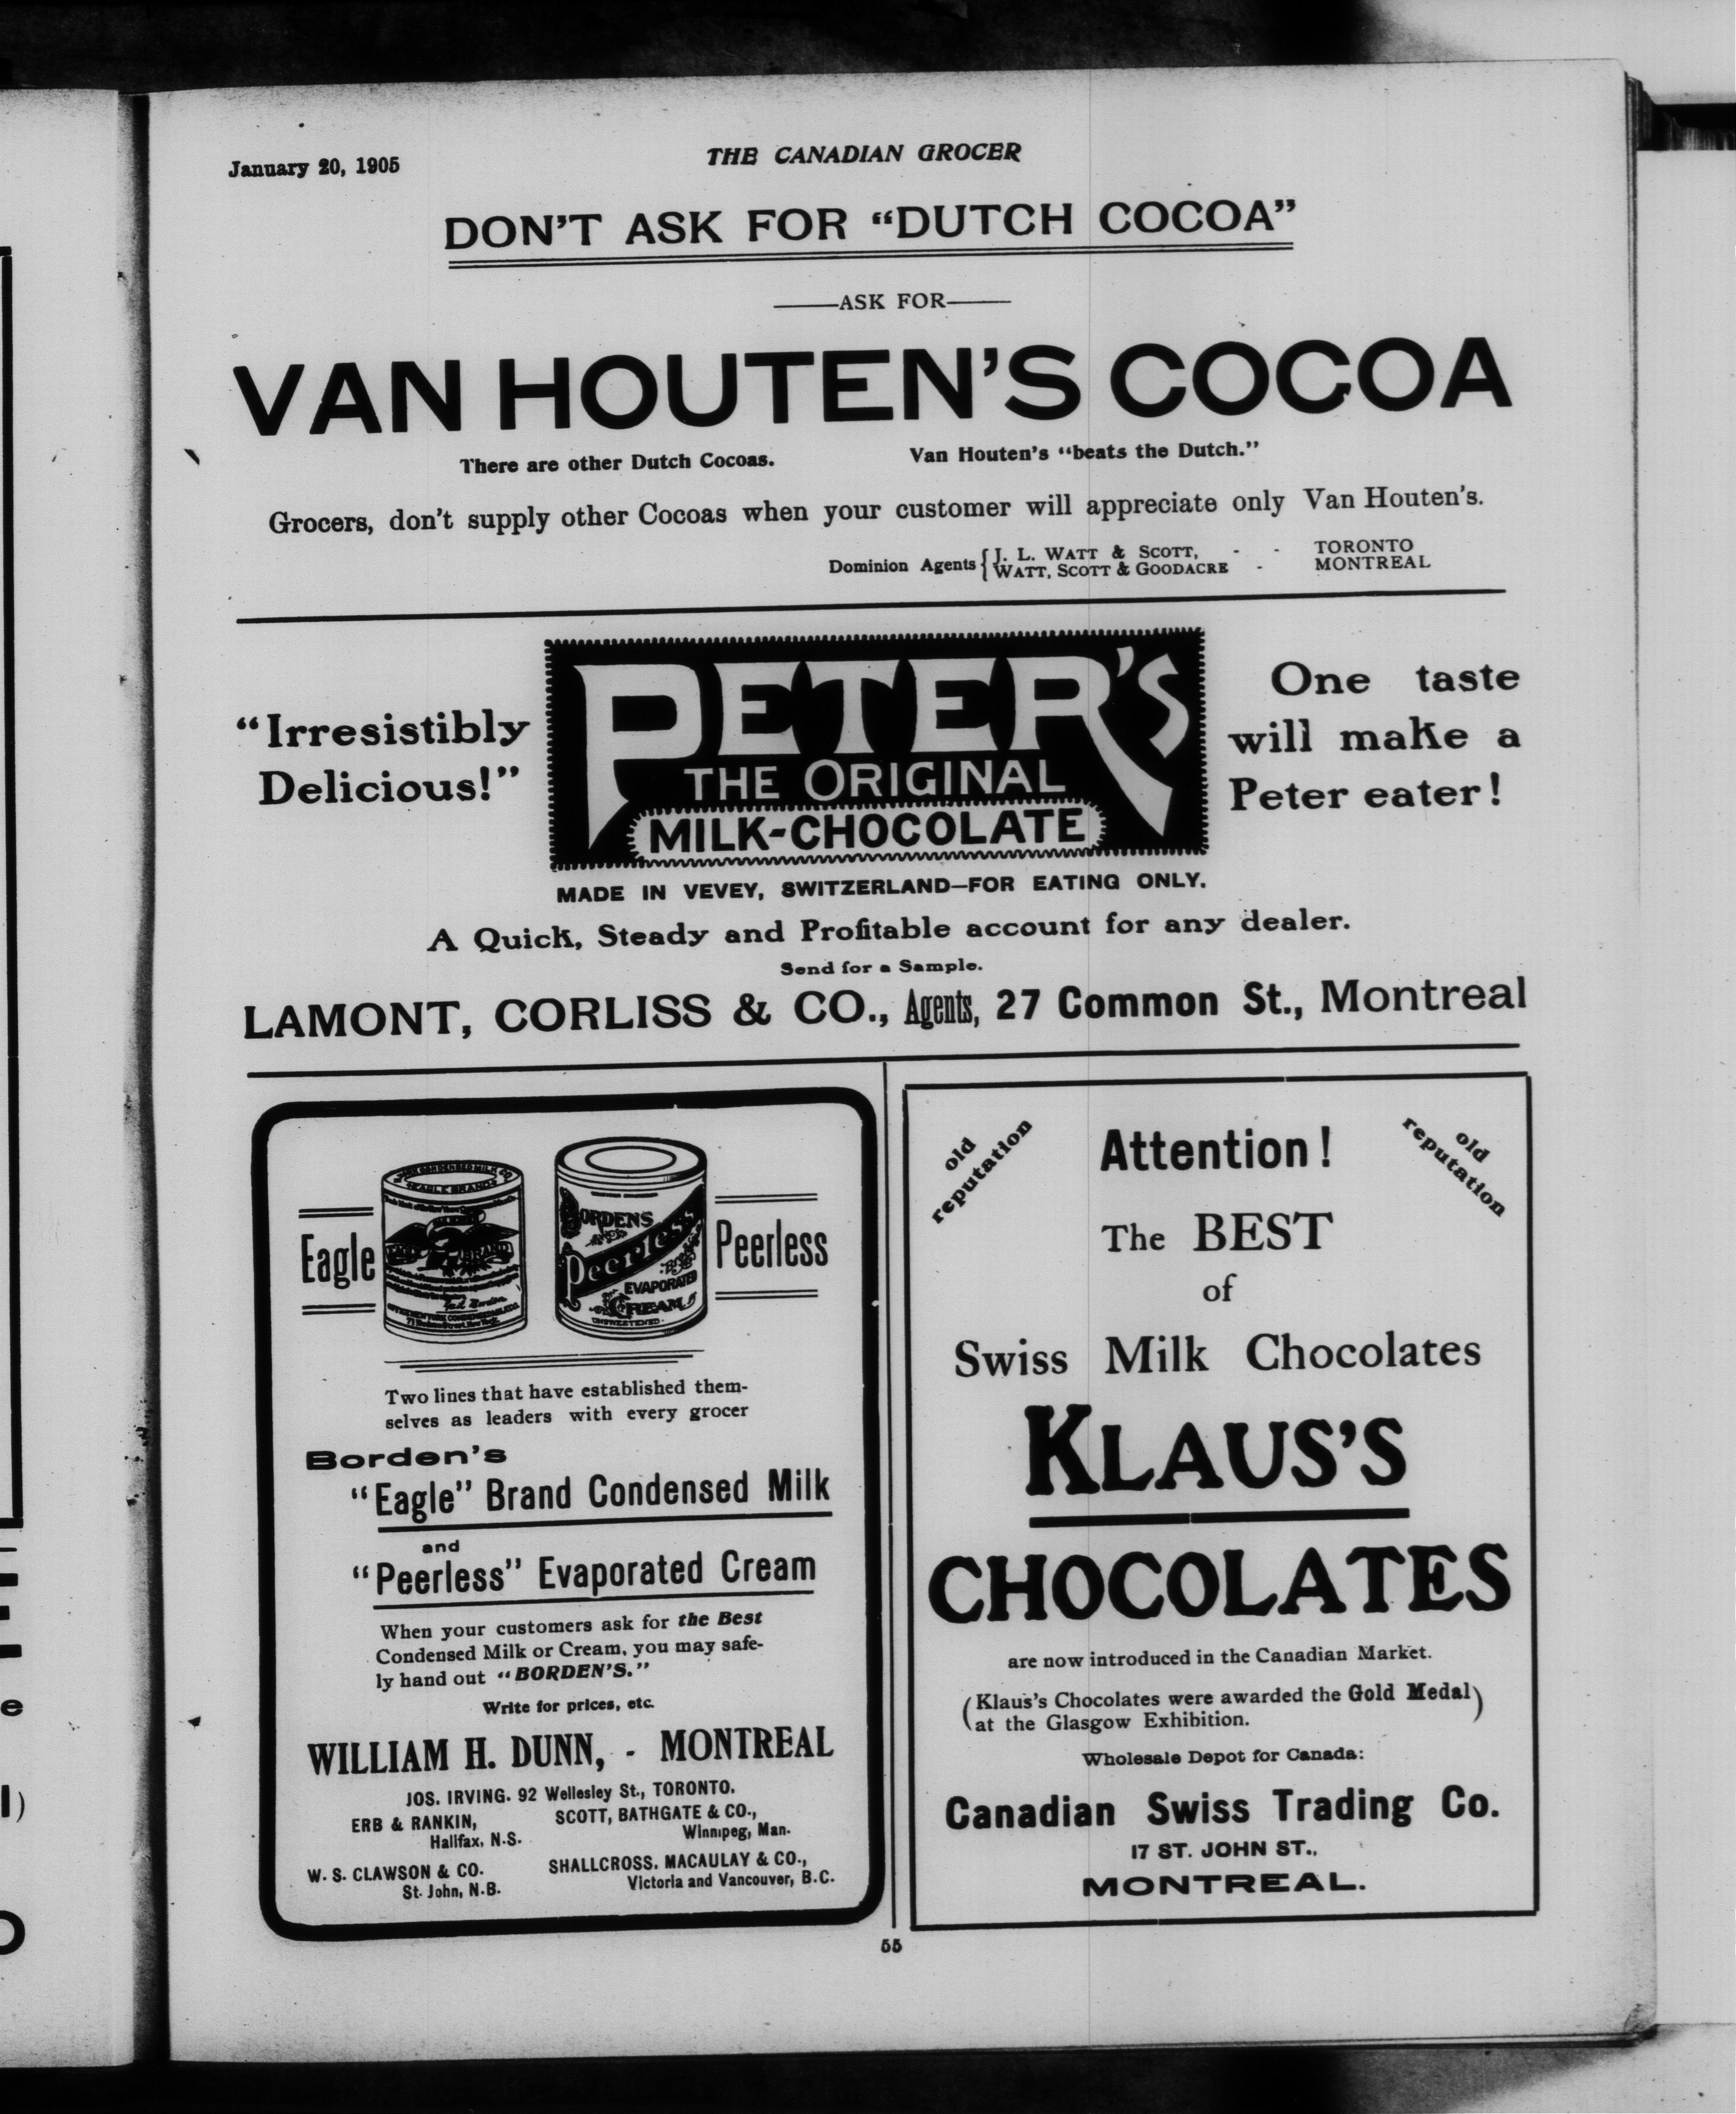 January 20, 1905
THE CANADIAN GROCER
DON'T ASK FOR “DUTCH COCOA”
ASK FOR
VAN HOUTEN'S COCOA
There are other Dutch Cocoas. Van Houten's “beats the Dutch.”
Grocers, don't supply other Cocoas when your customer will appreciate only Van Houten's.
Dominion Agents { J. L. WATT & SCOTT, - - TORONTO
WATT, SCOTT & GOODACRE - MONTREAL
“Irresistibly
Delicious!”
PETER'S
THE ORIGINAL
MILK-CHOCOLATE
One taste
will make a
Peter eater!
MADE IN VEVEY, SWITZERLAND—FOR EATING ONLY.
A Quick, Steady and Profitable account for any dealer.
Send for a Sample.
LAMONT, CORLISS & CO., Agents, 27 Common St., Montreal
Eagle
EAGLE BRAND
BRAND
BORDENS
Peerless
EVAPORATED
CREAM
UNSWEETENED
Peerless
Two lines that have established them-
selves as leaders with every grocer
Borden's
“Eagle” Brand Condensed Milk
and
“Peerless” Evaporated Cream
When your customers ask for the Best
Condensed Milk or Cream, you may safe-
ly hand out “BORDEN'S.”
Write for prices, etc.
WILLIAM H. DUNN, - MONTREAL
JOS. IRVING. 92 Wellesley St., TORONTO.
ERB & RANKIN,
Halifax, N.S.
SCOTT, BATHGATE & CO.,
Winnipeg, Man.
W. S. CLAWSON & CO.
St. John, N.B.
SHALLCROSS, MACAULAY & CO.,
Victoria and Vancouver, B.C.
old
reputation
Attention!
old
reputation
The BEST
of
Swiss Milk Chocolates
KLAUS'S
CHOCOLATES
are now introduced in the Canadian Market.
(Klaus's Chocolates were awarded the Gold Medal
at the Glasgow Exhibition.)
Wholesale Depot for Canada:
Canadian Swiss Trading Co.
17 ST. JOHN ST.,
MONTREAL.
55